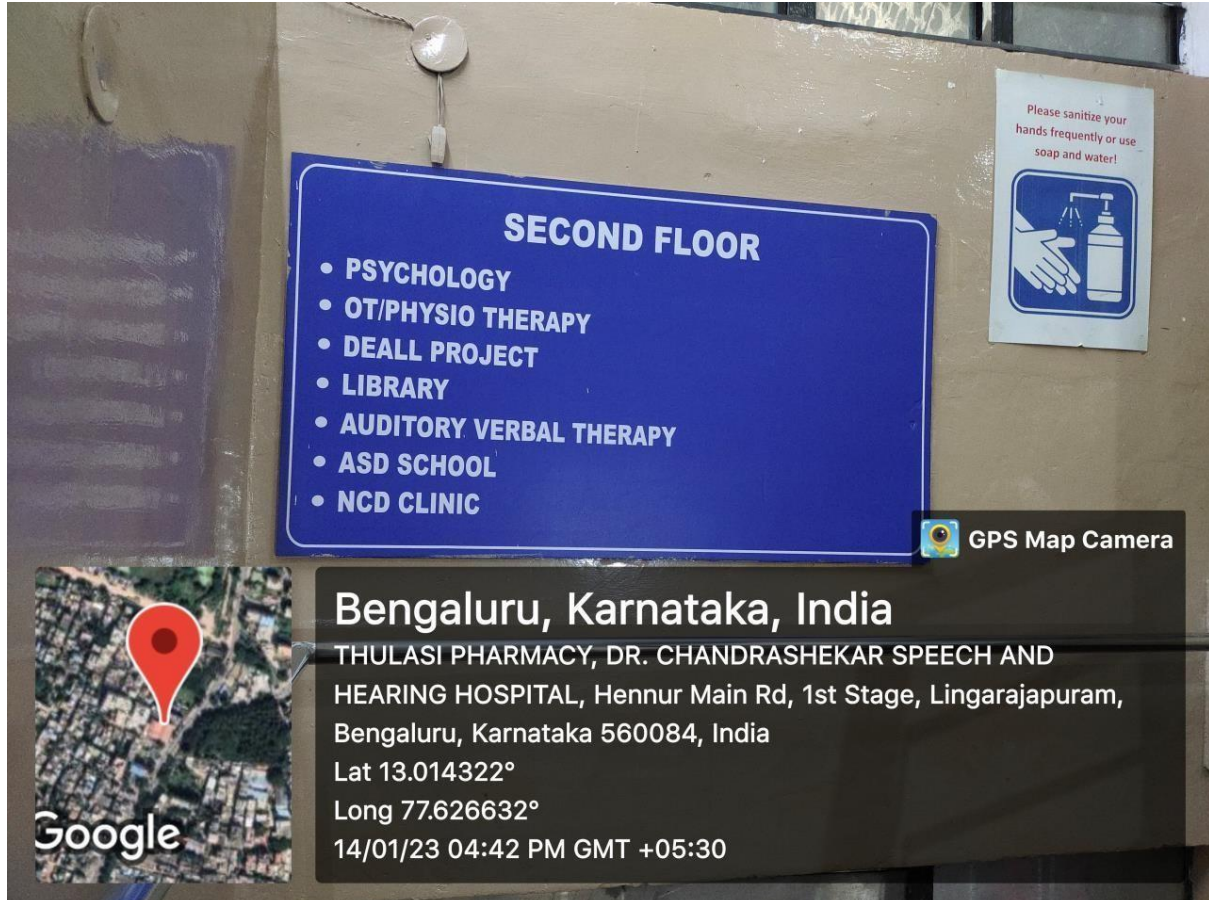 Please sanitize your
hands frequently or use
soap and water!
SECOND FLOOR
• PSYCHOLOGY
• OT/PHYSIO THERAPY
• DEALL PROJECT
• LIBRARY
• AUDITORY VERBAL THERAPY
• ASD SCHOOL
• NCD CLINIC
GPS Map Camera
Bengaluru, Karnataka, India
THULASI PHARMACY, DR. CHANDRASHEKAR SPEECH AND
HEARING HOSPITAL, Hennur Main Rd, 1st Stage, Lingarajapuram,
Bengaluru, Karnataka 560084, India
Lat 13.014322°
Long 77.626632°
14/01/23 04:42 PM GMT +05:30
Google